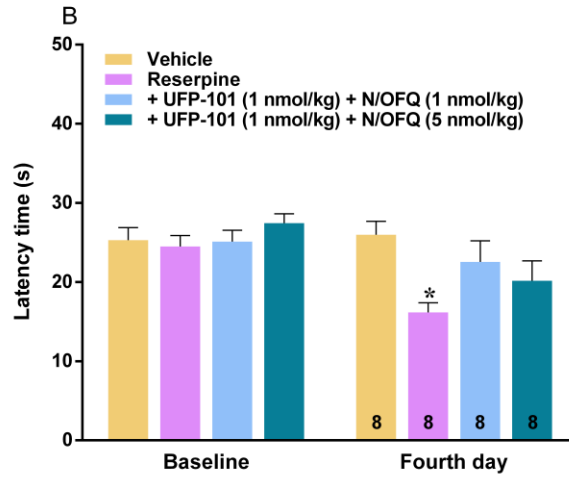 B
Vehicle
Reserpine
+ UFP-101 (1 nmol/kg) + N/OFQ (1 nmol/kg)
+ UFP-101 (1 nmol/kg) + N/OFQ (5 nmol/kg)
Latency time (s)
50
40
30
20
10
0
*
8 8 8 8
Baseline Fourth day